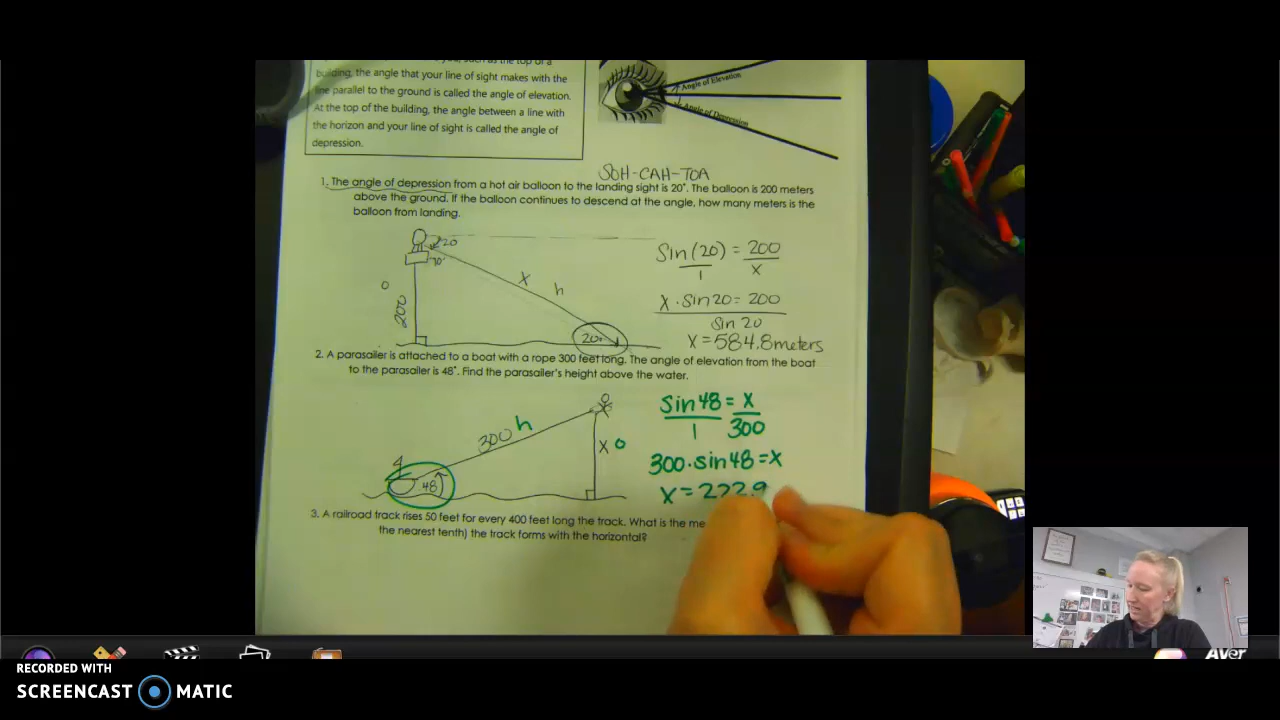 building, the angle that your line of sight makes with the
line parallel to the ground is called the angle of elevation.
At the top of the building, the angle between a line with
the horizon and your line of sight is called the angle of
depression.
Angle of Elevation
Angle of Depression
SOH-CAH-TOA
1. The angle of depression from a hot air balloon to the landing sight is 20°. The balloon is 200 meters
above the ground. If the balloon continues to descend at the angle, how many meters is the
balloon from landing.
20
70°
O
200
x
h
20°
Sin(20) = 200
1 x
x · sin20 = 200
sin 20
x = 584.8 meters
2. A parasailer is attached to a boat with a rope 300 feet long. The angle of elevation from the boat
to the parasailer is 48°. Find the parasailer's height above the water.
300 h
x O
48
sin 48 = x
1 300
300 · sin 48 = x
x = 222.9
3. A railroad track rises 50 feet for every 400 feet long the track. What is the
the nearest tenth) the track forms with the horizontal?
RECORDED WITH
SCREENCAST MATIC
AVer